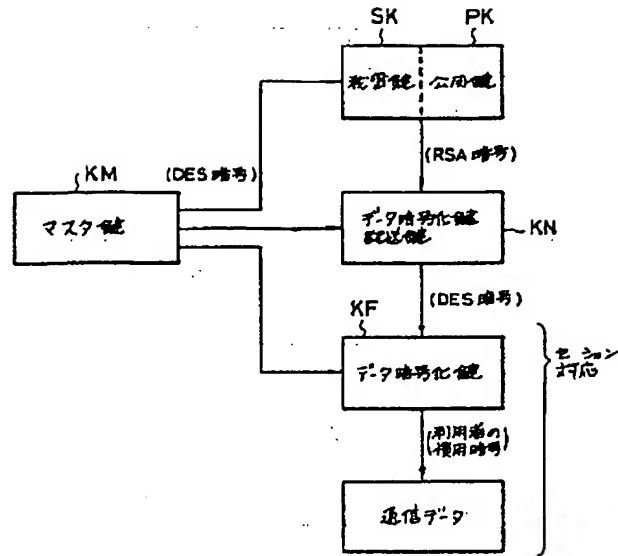 SK PK
秘密鍵 公開鍵
(DES暗号)
(RSA暗号)
KM
マスタ鍵
データ暗号化鍵
配送鍵
KN
(DES暗号)
KF
データ暗号化鍵
セション
対応
(利用者の
慣用暗号)
通信データ